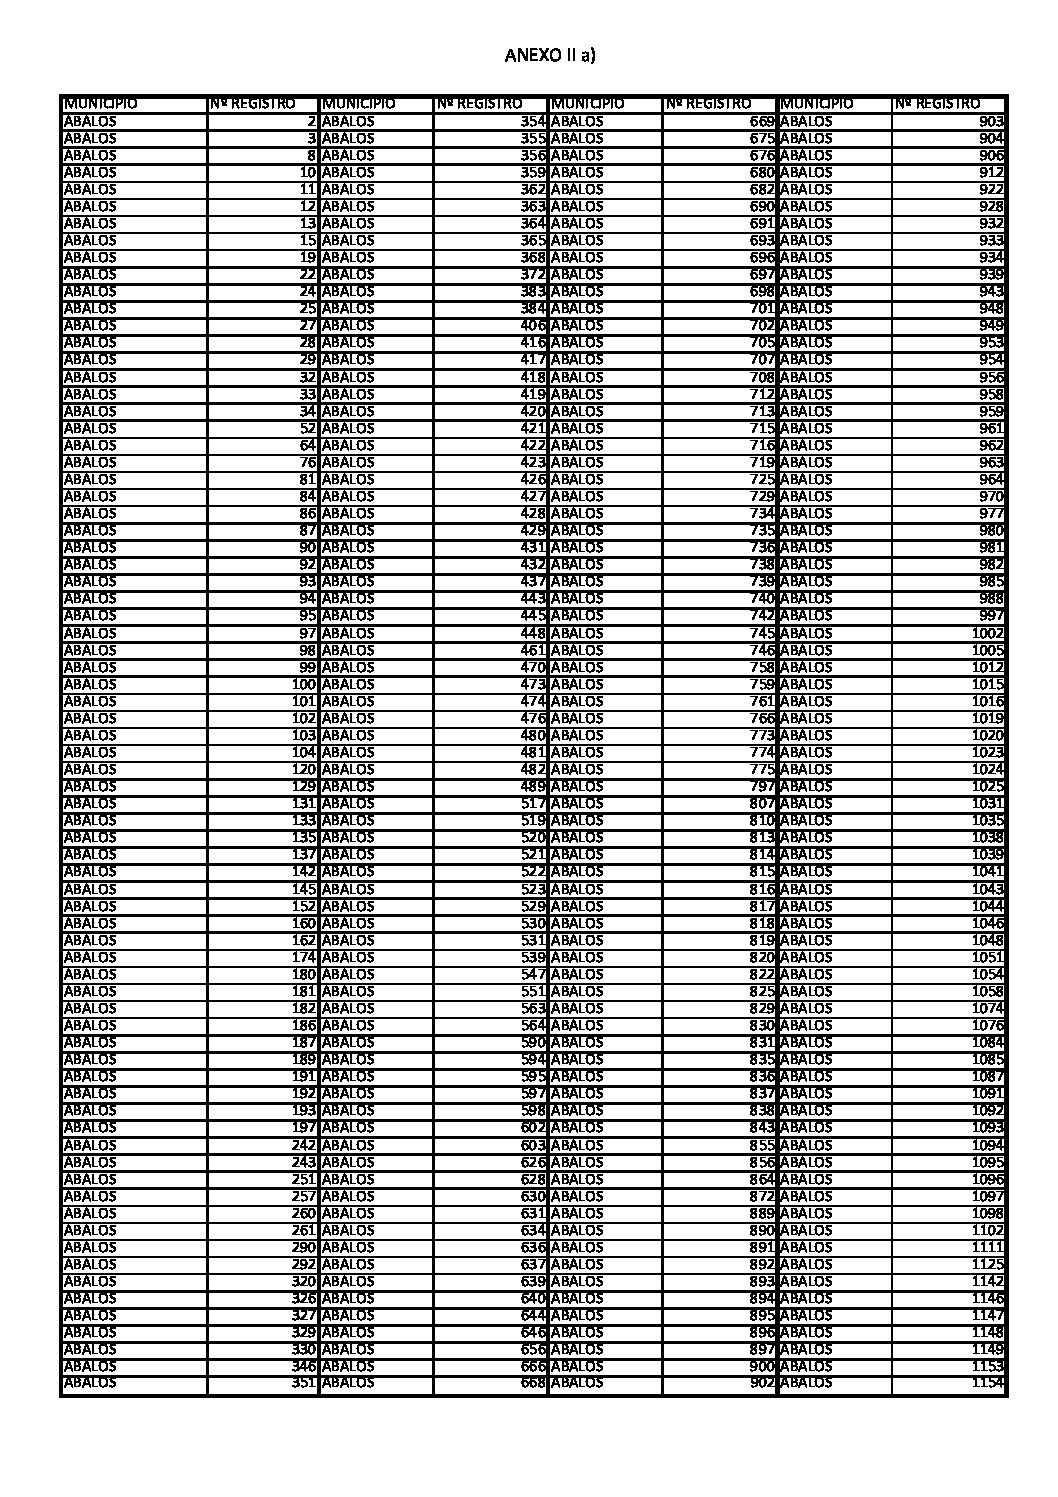 ANEXO II a)
MUNICIPIO Nº REGISTRO MUNICIPIO Nº REGISTRO MUNICIPIO Nº REGISTRO MUNICIPIO Nº REGISTRO
ABALOS 2 ABALOS 354 ABALOS 669 ABALOS 903
ABALOS 3 ABALOS 355 ABALOS 675 ABALOS 904
ABALOS 8 ABALOS 356 ABALOS 676 ABALOS 906
ABALOS 10 ABALOS 359 ABALOS 680 ABALOS 912
ABALOS 11 ABALOS 362 ABALOS 682 ABALOS 922
ABALOS 12 ABALOS 363 ABALOS 690 ABALOS 928
ABALOS 13 ABALOS 364 ABALOS 691 ABALOS 932
ABALOS 15 ABALOS 365 ABALOS 693 ABALOS 933
ABALOS 19 ABALOS 368 ABALOS 696 ABALOS 934
ABALOS 22 ABALOS 372 ABALOS 697 ABALOS 939
ABALOS 24 ABALOS 383 ABALOS 698 ABALOS 943
ABALOS 25 ABALOS 384 ABALOS 701 ABALOS 948
ABALOS 27 ABALOS 406 ABALOS 702 ABALOS 949
ABALOS 28 ABALOS 416 ABALOS 705 ABALOS 953
ABALOS 29 ABALOS 417 ABALOS 707 ABALOS 954
ABALOS 32 ABALOS 418 ABALOS 708 ABALOS 956
ABALOS 33 ABALOS 419 ABALOS 712 ABALOS 958
ABALOS 34 ABALOS 420 ABALOS 713 ABALOS 959
ABALOS 52 ABALOS 421 ABALOS 715 ABALOS 961
ABALOS 64 ABALOS 422 ABALOS 716 ABALOS 962
ABALOS 76 ABALOS 423 ABALOS 719 ABALOS 963
ABALOS 81 ABALOS 426 ABALOS 725 ABALOS 964
ABALOS 84 ABALOS 427 ABALOS 729 ABALOS 970
ABALOS 86 ABALOS 428 ABALOS 734 ABALOS 977
ABALOS 87 ABALOS 429 ABALOS 735 ABALOS 980
ABALOS 90 ABALOS 431 ABALOS 736 ABALOS 981
ABALOS 92 ABALOS 432 ABALOS 738 ABALOS 982
ABALOS 93 ABALOS 437 ABALOS 739 ABALOS 985
ABALOS 94 ABALOS 443 ABALOS 740 ABALOS 988
ABALOS 95 ABALOS 445 ABALOS 742 ABALOS 997
ABALOS 97 ABALOS 448 ABALOS 745 ABALOS 1002
ABALOS 98 ABALOS 461 ABALOS 746 ABALOS 1005
ABALOS 99 ABALOS 470 ABALOS 758 ABALOS 1012
ABALOS 100 ABALOS 473 ABALOS 759 ABALOS 1015
ABALOS 101 ABALOS 474 ABALOS 761 ABALOS 1016
ABALOS 102 ABALOS 476 ABALOS 766 ABALOS 1019
ABALOS 103 ABALOS 480 ABALOS 773 ABALOS 1020
ABALOS 104 ABALOS 481 ABALOS 774 ABALOS 1023
ABALOS 120 ABALOS 482 ABALOS 775 ABALOS 1024
ABALOS 129 ABALOS 489 ABALOS 797 ABALOS 1025
ABALOS 131 ABALOS 517 ABALOS 807 ABALOS 1031
ABALOS 133 ABALOS 519 ABALOS 810 ABALOS 1035
ABALOS 135 ABALOS 520 ABALOS 813 ABALOS 1038
ABALOS 137 ABALOS 521 ABALOS 814 ABALOS 1039
ABALOS 142 ABALOS 522 ABALOS 815 ABALOS 1041
ABALOS 145 ABALOS 523 ABALOS 816 ABALOS 1043
ABALOS 152 ABALOS 529 ABALOS 817 ABALOS 1044
ABALOS 160 ABALOS 530 ABALOS 818 ABALOS 1046
ABALOS 162 ABALOS 531 ABALOS 819 ABALOS 1048
ABALOS 174 ABALOS 539 ABALOS 820 ABALOS 1051
ABALOS 180 ABALOS 547 ABALOS 822 ABALOS 1054
ABALOS 181 ABALOS 551 ABALOS 825 ABALOS 1058
ABALOS 182 ABALOS 563 ABALOS 829 ABALOS 1074
ABALOS 186 ABALOS 564 ABALOS 830 ABALOS 1076
ABALOS 187 ABALOS 590 ABALOS 831 ABALOS 1084
ABALOS 189 ABALOS 594 ABALOS 835 ABALOS 1085
ABALOS 191 ABALOS 595 ABALOS 836 ABALOS 1087
ABALOS 192 ABALOS 597 ABALOS 837 ABALOS 1091
ABALOS 193 ABALOS 598 ABALOS 838 ABALOS 1092
ABALOS 197 ABALOS 602 ABALOS 843 ABALOS 1093
ABALOS 242 ABALOS 603 ABALOS 855 ABALOS 1094
ABALOS 243 ABALOS 626 ABALOS 856 ABALOS 1095
ABALOS 251 ABALOS 628 ABALOS 864 ABALOS 1096
ABALOS 257 ABALOS 630 ABALOS 872 ABALOS 1097
ABALOS 260 ABALOS 631 ABALOS 889 ABALOS 1098
ABALOS 261 ABALOS 634 ABALOS 890 ABALOS 1102
ABALOS 290 ABALOS 636 ABALOS 891 ABALOS 1111
ABALOS 292 ABALOS 637 ABALOS 892 ABALOS 1125
ABALOS 320 ABALOS 639 ABALOS 893 ABALOS 1142
ABALOS 326 ABALOS 640 ABALOS 894 ABALOS 1146
ABALOS 327 ABALOS 644 ABALOS 895 ABALOS 1147
ABALOS 329 ABALOS 646 ABALOS 896 ABALOS 1148
ABALOS 330 ABALOS 656 ABALOS 897 ABALOS 1149
ABALOS 346 ABALOS 666 ABALOS 900 ABALOS 1153
ABALOS 351 ABALOS 668 ABALOS 902 ABALOS 1154